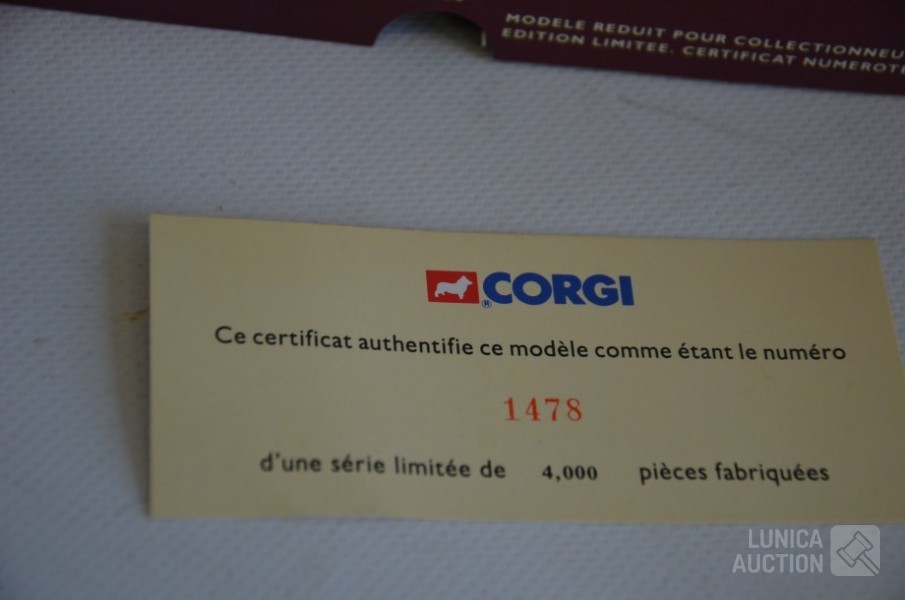 MODELE REDUIT POUR COLLECTIONNEU
EDITION LIMITEE. CERTIFICAT NUMEROTE
®CORGI
Ce certificat authentifie ce modèle comme étant le numéro
1478
d'une série limitée de 4,000 pièces fabriquées
LUNICA
AUCTION